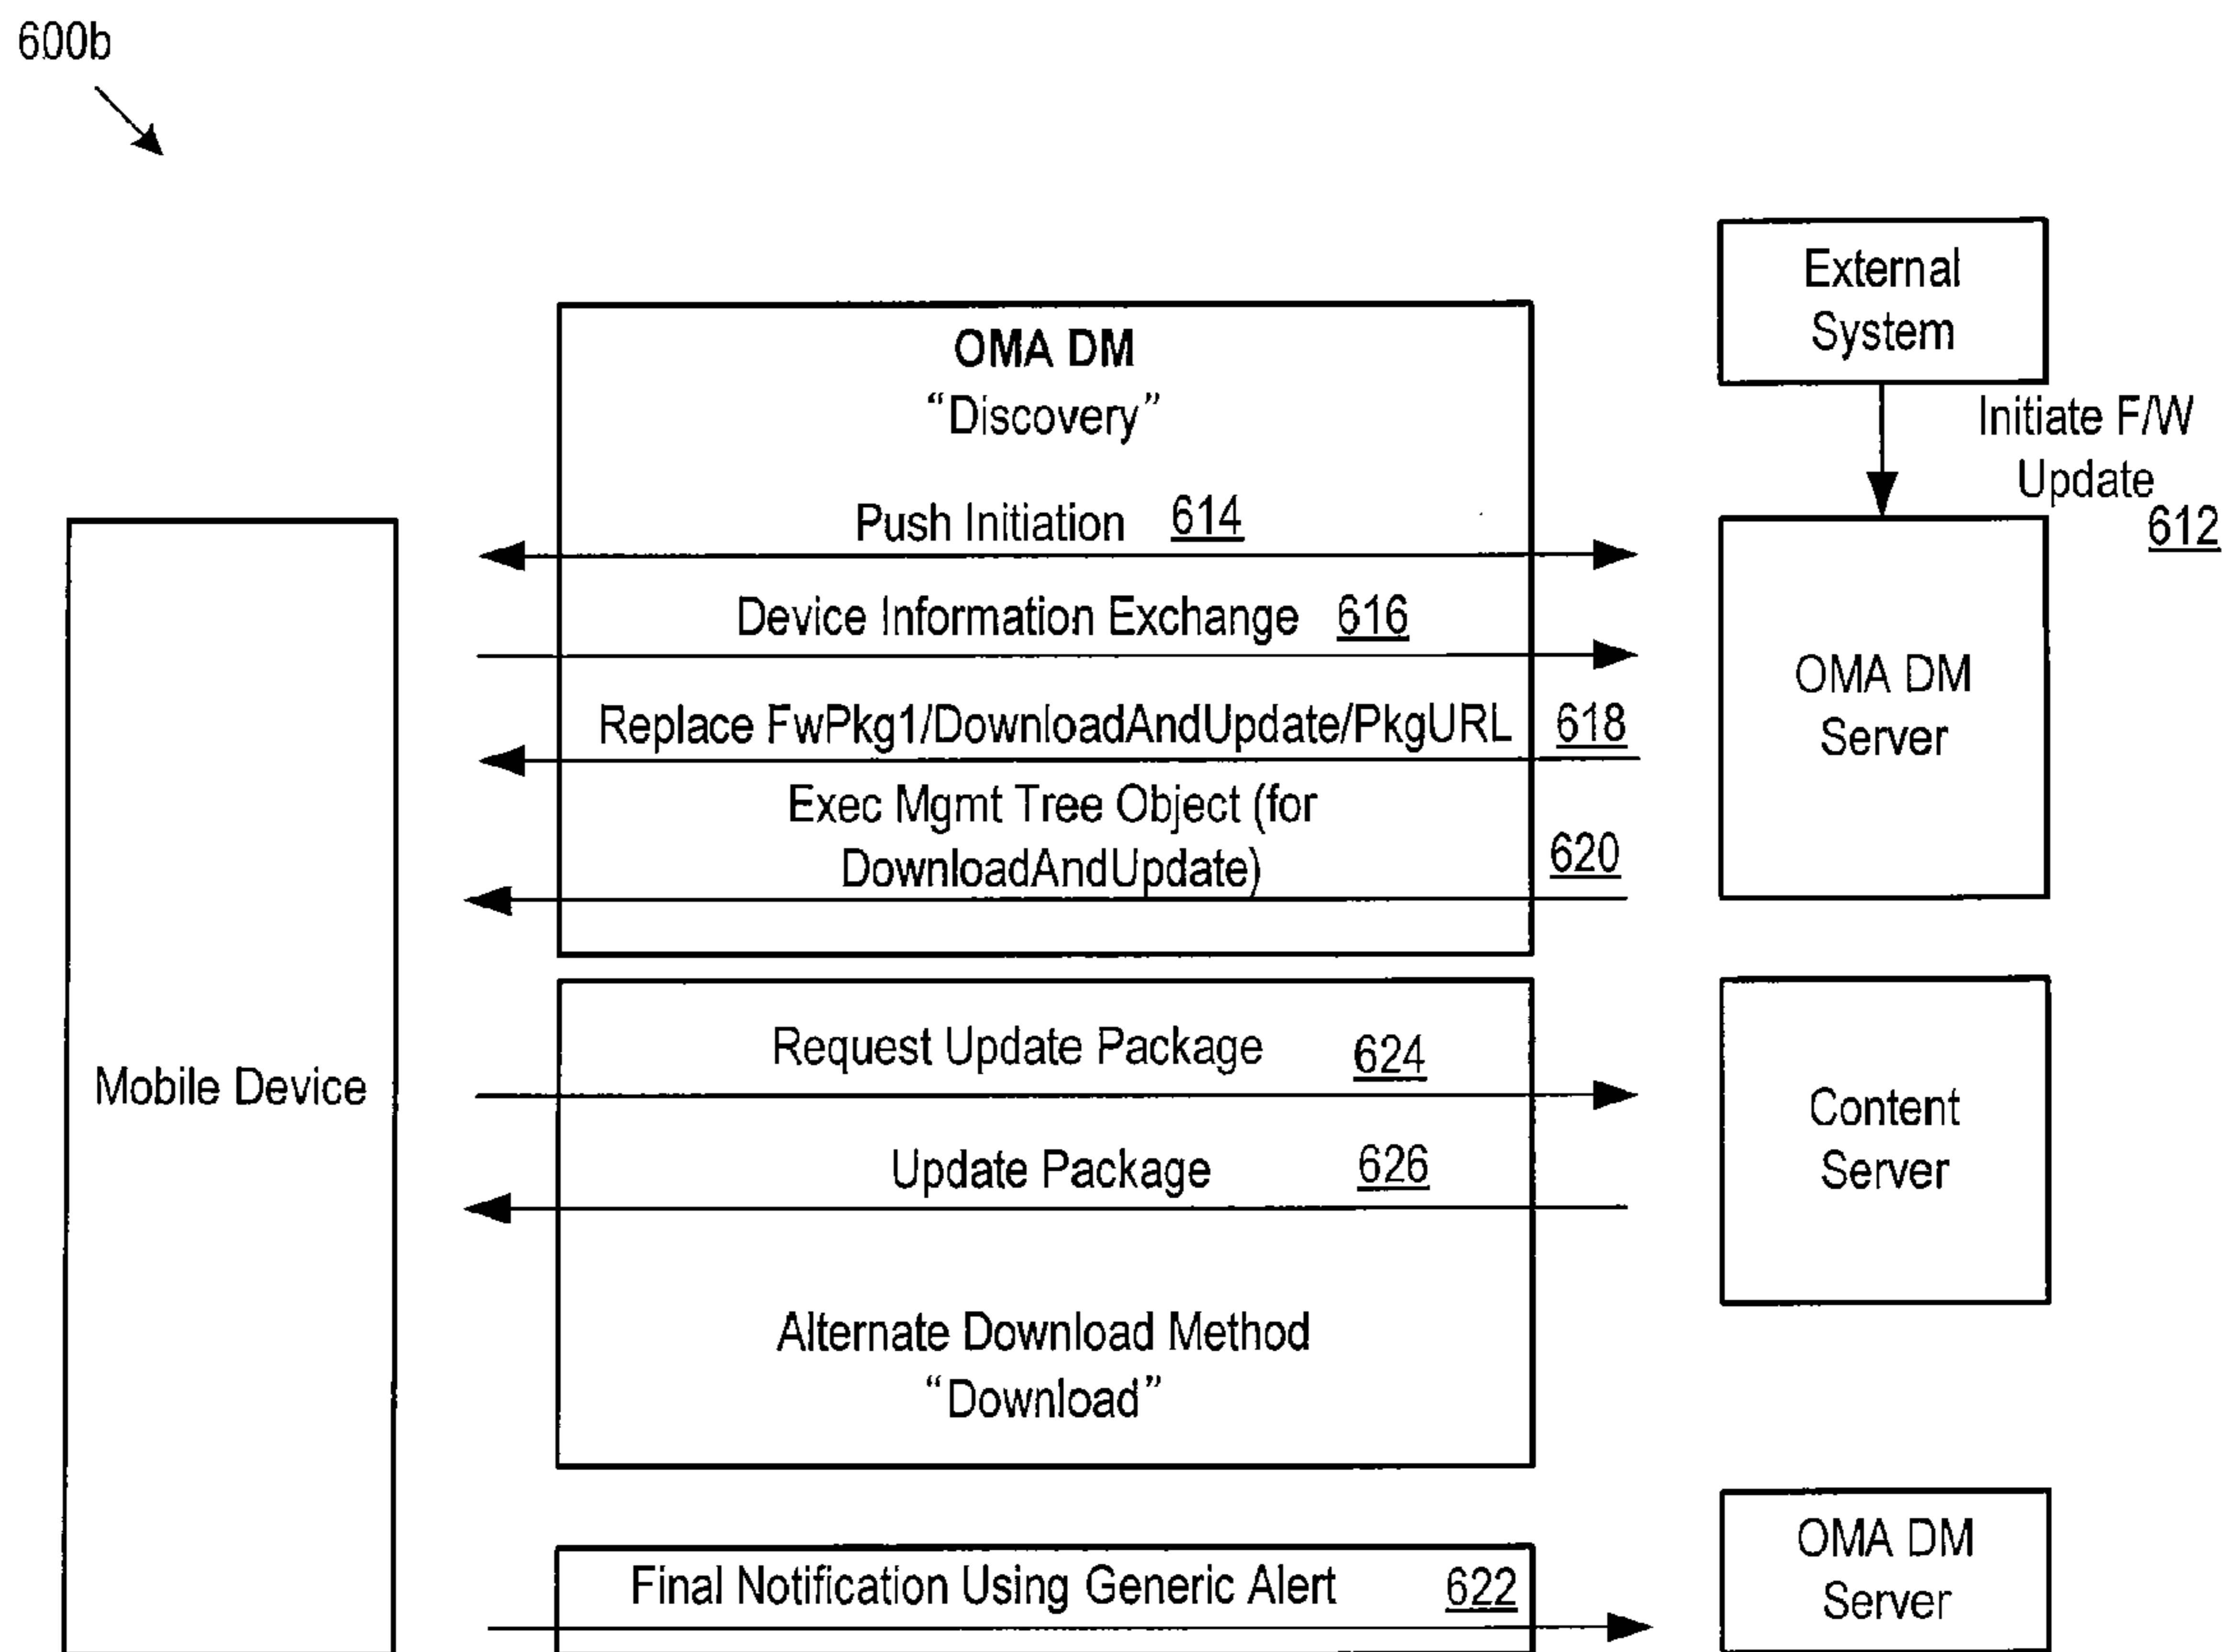 600b
External
System
Initiate F/W
Update
612
OMA DM
“Discovery”
Push Initiation 614
Device Information Exchange 616
Replace FwPkg1/DownloadAndUpdate/PkgURL 618
Exec Mgmt Tree Object (for
DownloadAndUpdate) 620
OMA DM
Server
Mobile Device
Request Update Package 624
Update Package 626
Alternate Download Method
“Download”
Content
Server
Final Notification Using Generic Alert 622
OMA DM
Server